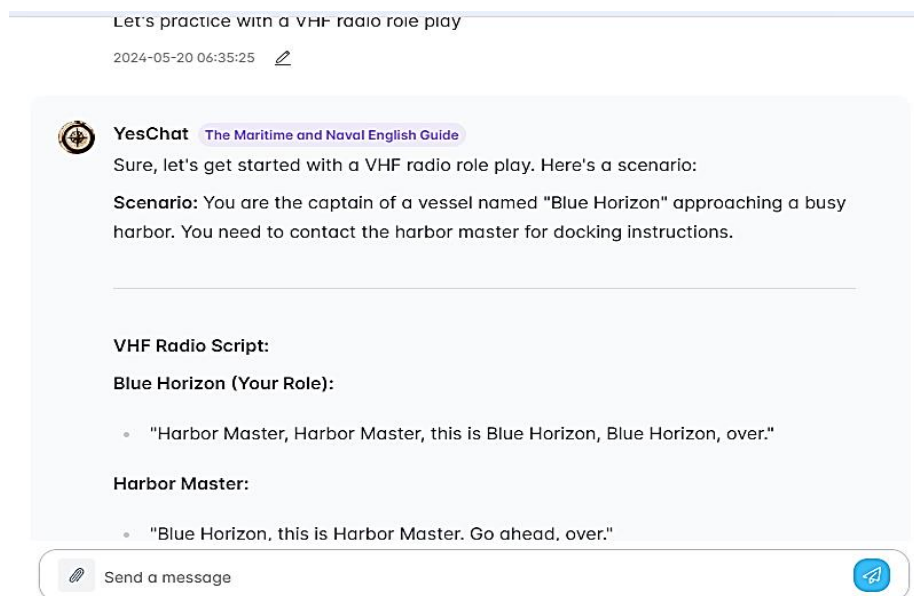 Let's practice with a VHF radio role play
2024-05-20 06:35:25
YesChat The Maritime and Naval English Guide
Sure, let's get started with a VHF radio role play. Here's a scenario:
Scenario: You are the captain of a vessel named "Blue Horizon" approaching a busy
harbor. You need to contact the harbor master for docking instructions.
VHF Radio Script:
Blue Horizon (Your Role):
"Harbor Master, Harbor Master, this is Blue Horizon, Blue Horizon, over."
Harbor Master:
"Blue Horizon, this is Harbor Master. Go ahead, over."
Send a message